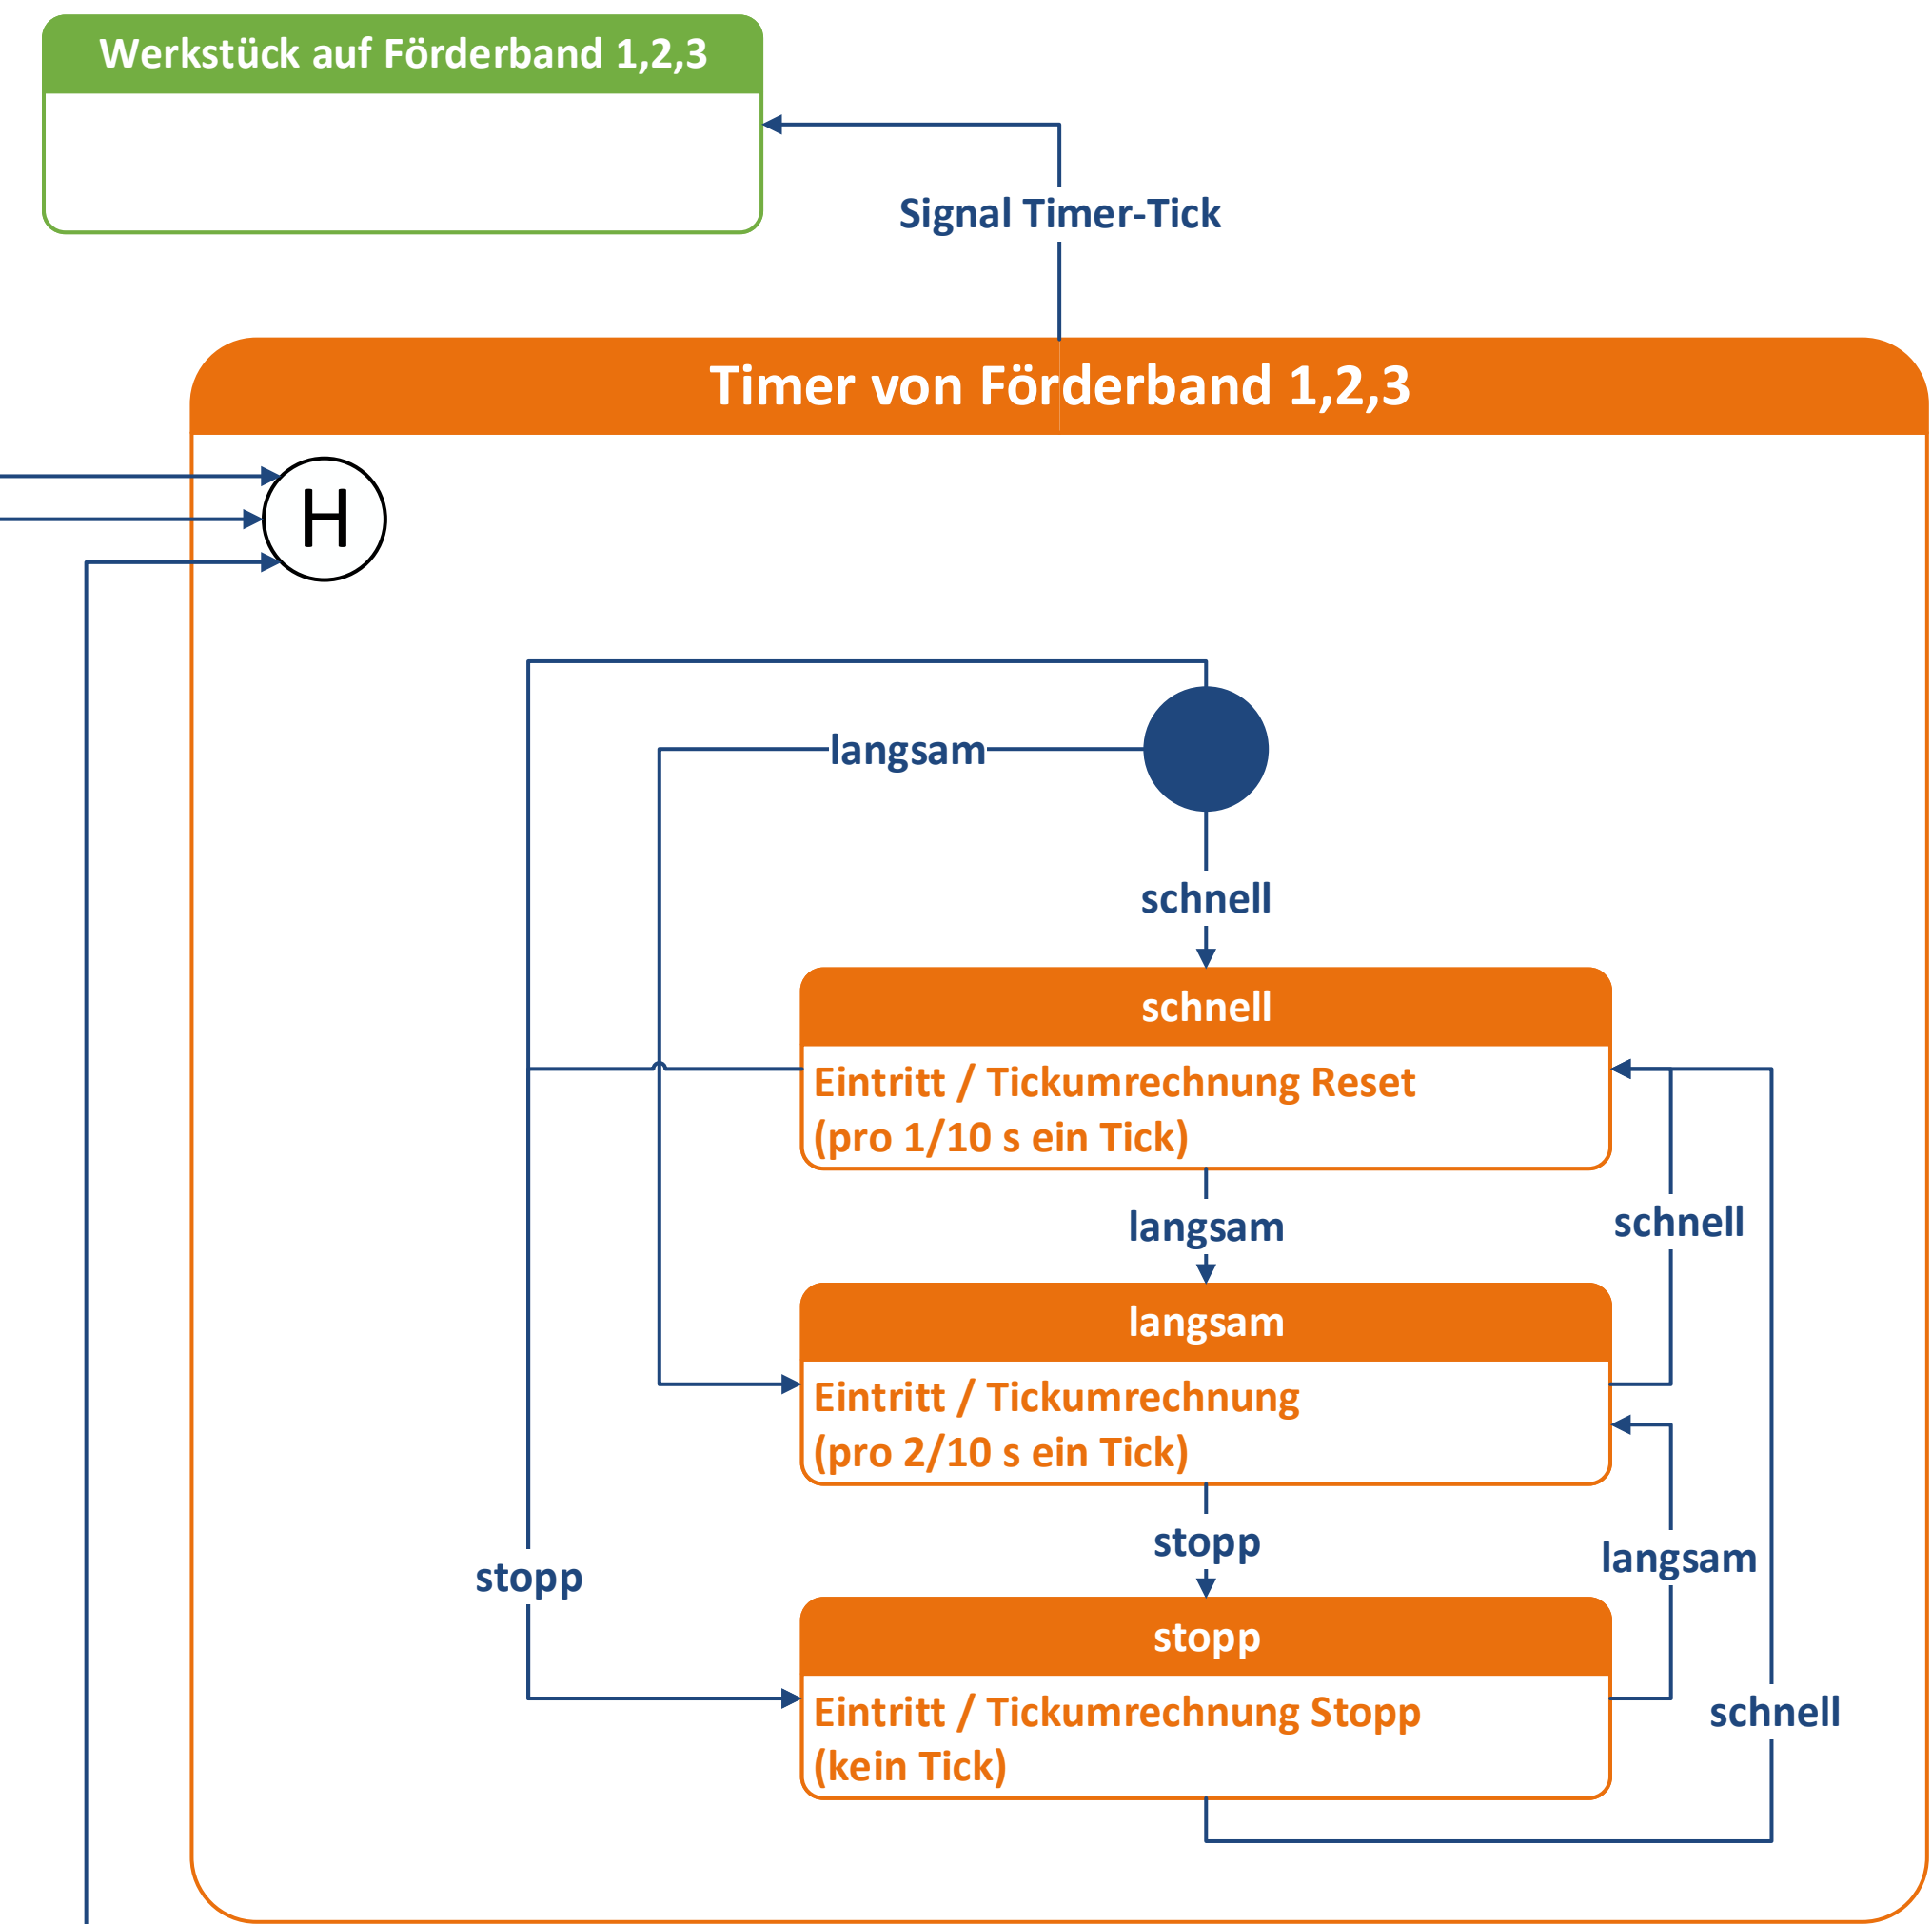 Werkstück auf Förderband 1,2,3
Signal Timer-Tick
Timer von Förderband 1,2,3
H
langsam
schnell
schnell
Eintritt / Tickumrechnung Reset
(pro 1/10 s ein Tick)
langsam
schnell
langsam
Eintritt / Tickumrechnung
(pro 2/10 s ein Tick)
stopp
langsam
stopp
stopp
Eintritt / Tickumrechnung Stopp
(kein Tick)
schnell